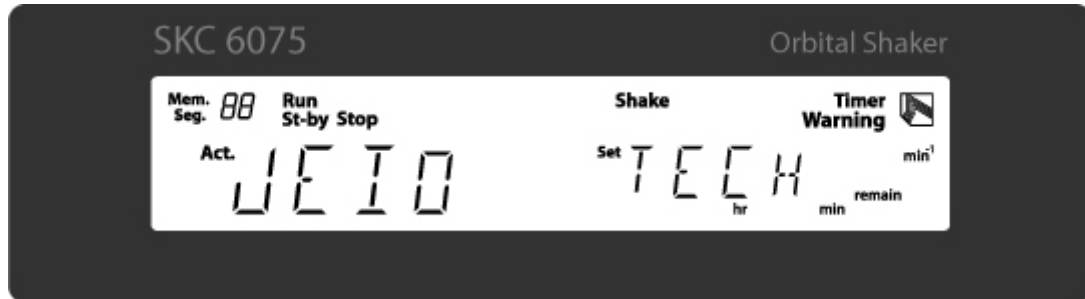 SKC 6075 Orbital Shaker
Mem. Seg. 88 Run Shake Timer
St-by Stop Warning
Act. JEIO Set TECH min⁻¹
hr min remain